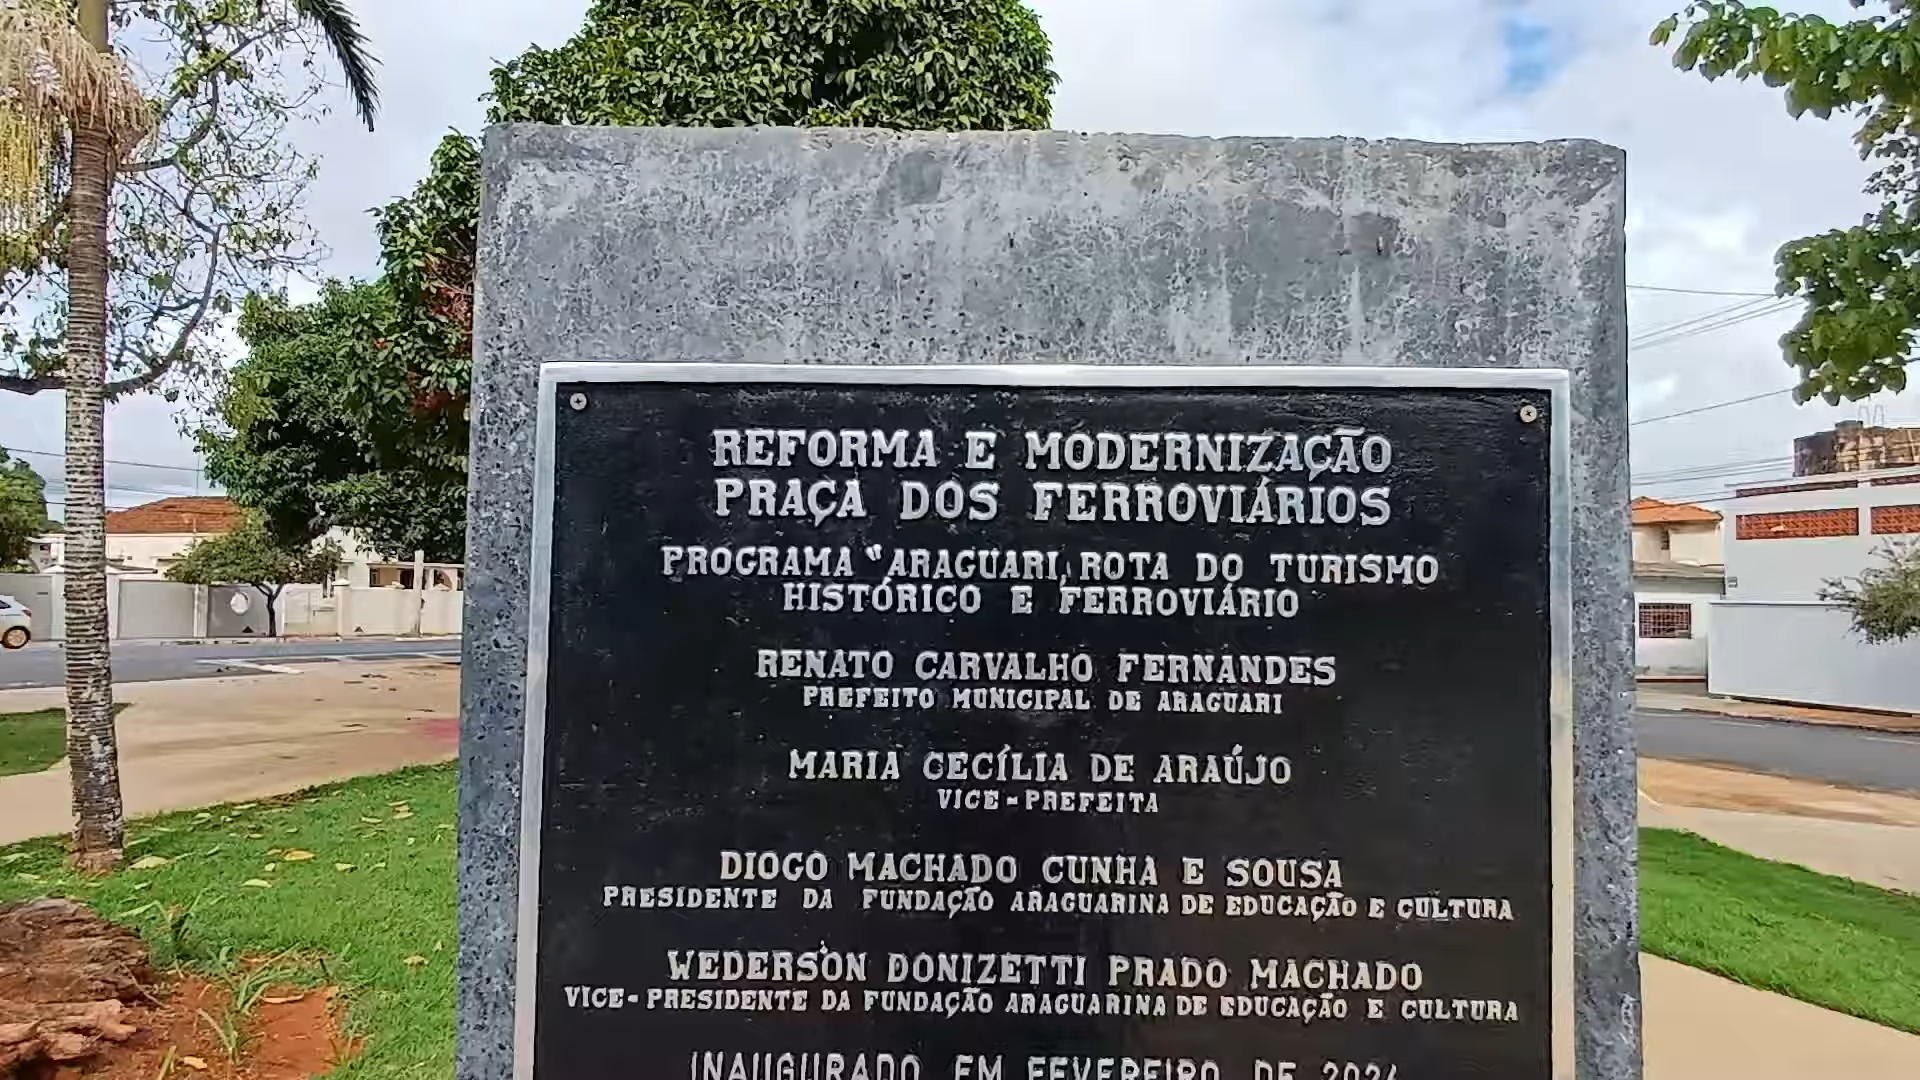 REFORMA E MODERNIZAÇÃO
PRAÇA DOS FERROVIÁRIOS
PROGRAMA "ARAGUARI, ROTA DO TURISMO
HISTÓRICO E FERROVIÁRIO
RENATO CARVALHO FERNANDES
PREFEITO MUNICIPAL DE ARAGUARI
MARIA CECÍLIA DE ARAÚJO
VICE-PREFEITA
DIOGO MACHADO CUNHA E SOUSA
PRESIDENTE DA FUNDAÇÃO ARAGUARINA DE EDUCAÇÃO E CULTURA
WEDERSON DONIZETTI PRADO MACHADO
VICE-PRESIDENTE DA FUNDAÇÃO ARAGUARINA DE EDUCAÇÃO E CULTURA
INAUGURADO EM FEVEREIRO DE 2024